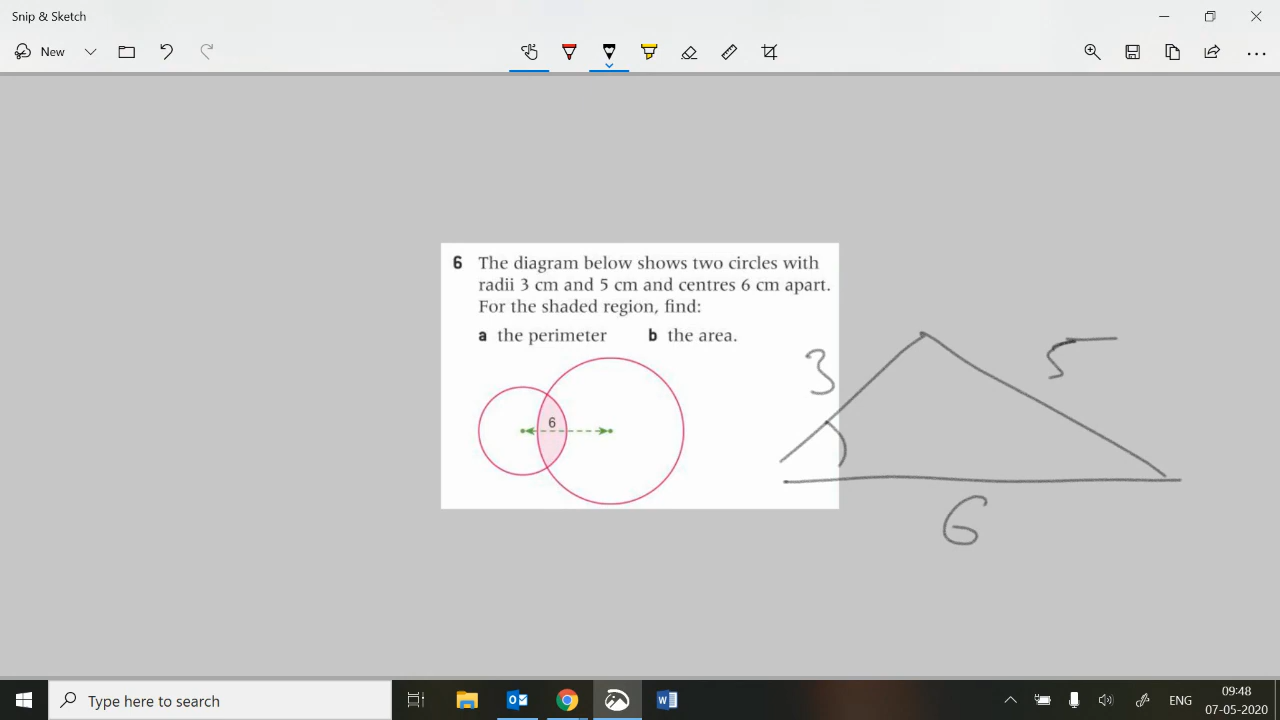 Snip & Sketch
New
6 The diagram below shows two circles with
radii 3 cm and 5 cm and centres 6 cm apart.
For the shaded region, find:
a the perimeter b the area.
6
3
5
6
Type here to search
ENG
09:48
07-05-2020